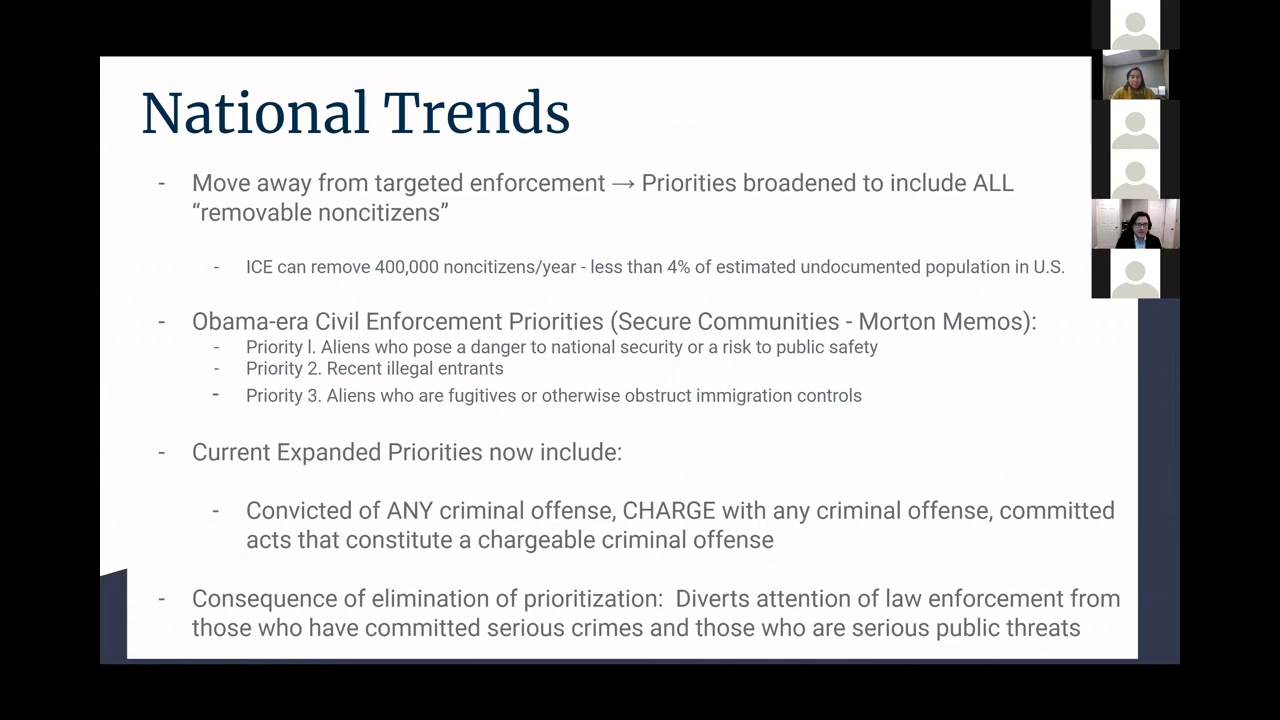 National Trends
- Move away from targeted enforcement → Priorities broadened to include ALL
“removable noncitizens”
- ICE can remove 400,000 noncitizens/year - less than 4% of estimated undocumented population in U.S.
- Obama-era Civil Enforcement Priorities (Secure Communities - Morton Memos):
- Priority l. Aliens who pose a danger to national security or a risk to public safety
- Priority 2. Recent illegal entrants
- Priority 3. Aliens who are fugitives or otherwise obstruct immigration controls
- Current Expanded Priorities now include:
- Convicted of ANY criminal offense, CHARGE with any criminal offense, committed
acts that constitute a chargeable criminal offense
- Consequence of elimination of prioritization:  Diverts attention of law enforcement from
those who have committed serious crimes and those who are serious public threats